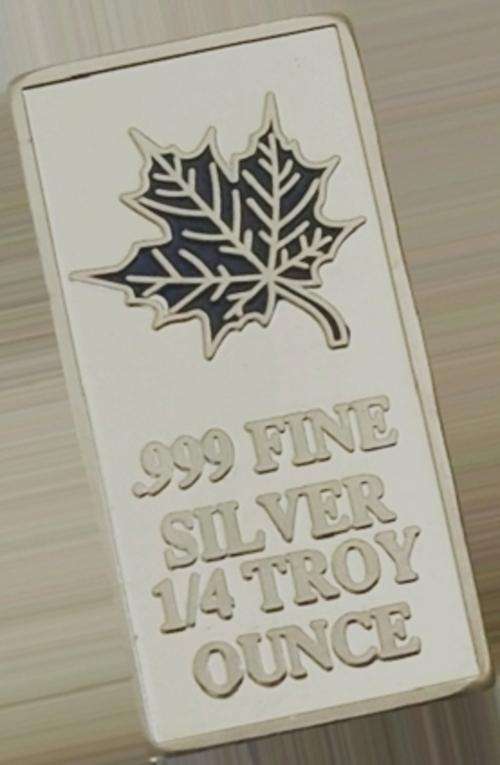 .999 FINE
SILVER
1/4 TROY
OUNCE